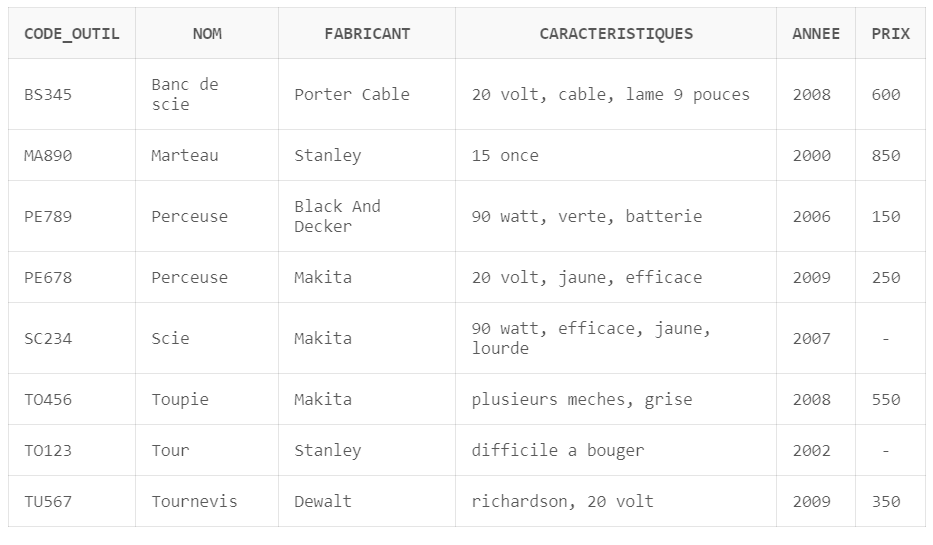 CODE_OUTIL NOM FABRICANT CARACTERISTIQUES ANNEE PRIX
BS345 Banc de scie Porter Cable 20 volt, cable, lame 9 pouces 2008 600
MA890 Marteau Stanley 15 once 2000 850
PE789 Perceuse Black And Decker 90 watt, verte, batterie 2006 150
PE678 Perceuse Makita 20 volt, jaune, efficace 2009 250
SC234 Scie Makita 90 watt, efficace, jaune, lourde 2007 -
TO456 Toupie Makita plusieurs meches, grise 2008 550
TO123 Tour Stanley difficile a bouger 2002 -
TU567 Tournevis Dewalt richardson, 20 volt 2009 350